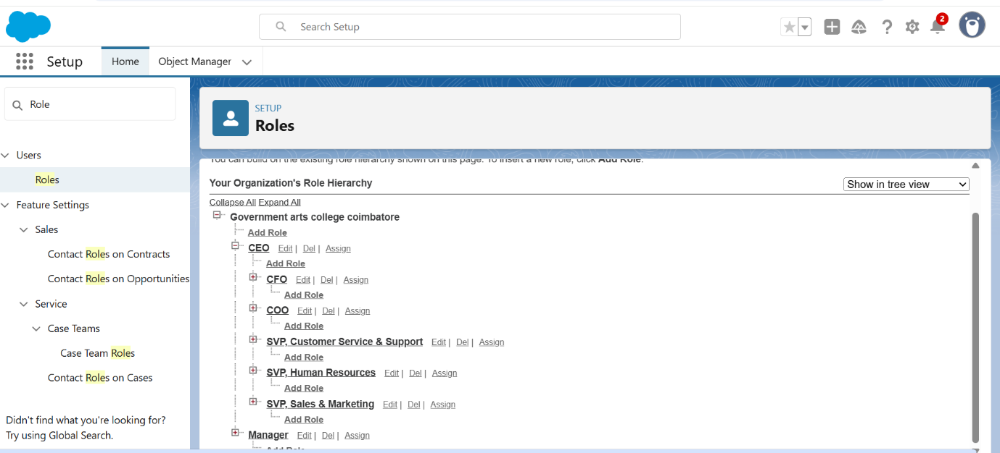 Search Setup
2
Setup
Home
Object Manager
Role
Users
Roles
Feature Settings
Sales
Contact Roles on Contracts
Contact Roles on Opportunities
Service
Case Teams
Case Team Roles
Contact Roles on Cases
Didn't find what you're looking for?
Try using Global Search.
SETUP
Roles
You can build on the existing role hierarchy shown on this page. To insert a new role, click Add Role.
Your Organization's Role Hierarchy
Show in tree view
Collapse All Expand All
Government arts college coimbatore
Add Role
CEO Edit | Del | Assign
Add Role
CFO Edit | Del | Assign
Add Role
COO Edit | Del | Assign
Add Role
SVP, Customer Service & Support Edit | Del | Assign
Add Role
SVP, Human Resources Edit | Del | Assign
Add Role
SVP, Sales & Marketing Edit | Del | Assign
Add Role
Manager Edit | Del | Assign
Add Role